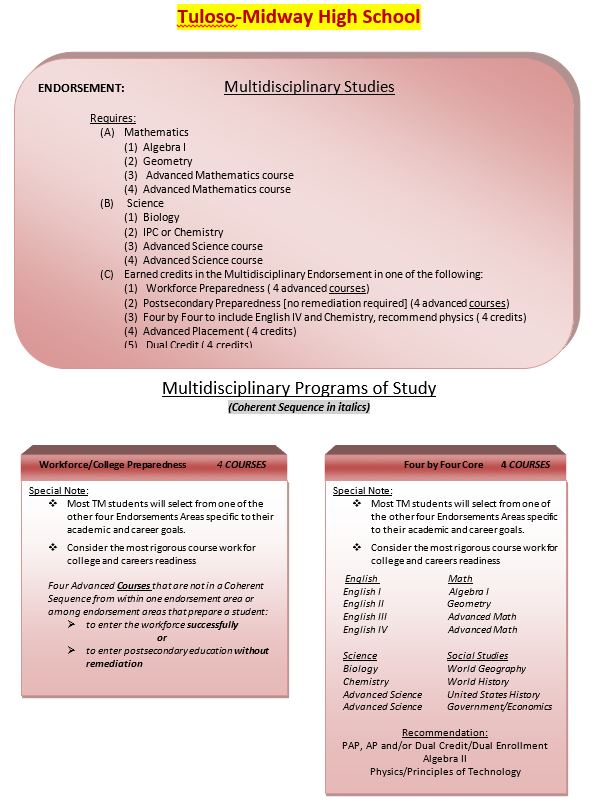 Tuloso-Midway High School
ENDORSEMENT: Multidisciplinary Studies
Requires:
(A) Mathematics
(1) Algebra I
(2) Geometry
(3) Advanced Mathematics course
(4) Advanced Mathematics course
(B) Science
(1) Biology
(2) IPC or Chemistry
(3) Advanced Science course
(4) Advanced Science course
(C) Earned credits in the Multidisciplinary Endorsement in one of the following:
(1) Workforce Preparedness ( 4 advanced courses)
(2) Postsecondary Preparedness [no remediation required] (4 advanced courses)
(3) Four by Four to include English IV and Chemistry, recommend physics ( 4 credits)
(4) Advanced Placement ( 4 credits)
(5) Dual Credit ( 4 credits)
Multidisciplinary Programs of Study
(Coherent Sequence in italics)
Workforce/College Preparedness 4 COURSES
Special Note:
❖ Most TM students will select from one of the
other four Endorsements Areas specific to their
academic and career goals.
❖ Consider the most rigorous course work for
college and careers readiness
Four Advanced Courses that are not in a Coherent
Sequence from within one endorsement area or
among endorsement areas that prepare a student:
➢ to enter the workforce successfully
or
➢ to enter postsecondary education without
remediation
Four by Four Core 4 COURSES
Special Note:
❖ Most TM students will select from one of
the other four Endorsements Areas specific
to their academic and career goals.
❖ Consider the most rigorous course work for
college and careers readiness
English Math
English I Algebra I
English II Geometry
English III Advanced Math
English IV Advanced Math
Science Social Studies
Biology World Geography
Chemistry World History
Advanced Science United States History
Advanced Science Government/Economics
Recommendation:
PAP, AP and/or Dual Credit/Dual Enrollment
Algebra II
Physics/Principles of Technology